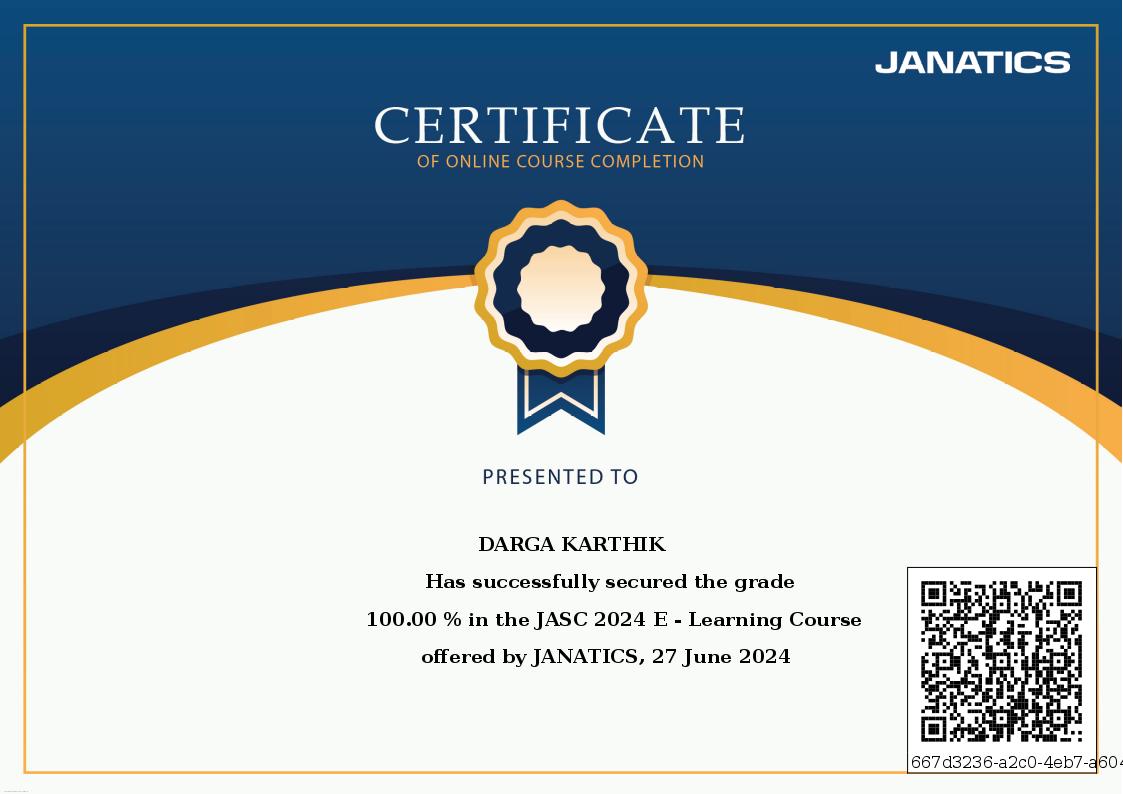 JANATICS
CERTIFICATE
OF ONLINE COURSE COMPLETION
PRESENTED TO
DARGA KARTHIK
Has successfully secured the grade
100.00 % in the JASC 2024 E - Learning Course
offered by JANATICS, 27 June 2024
667d3236-a2c0-4eb7-a604